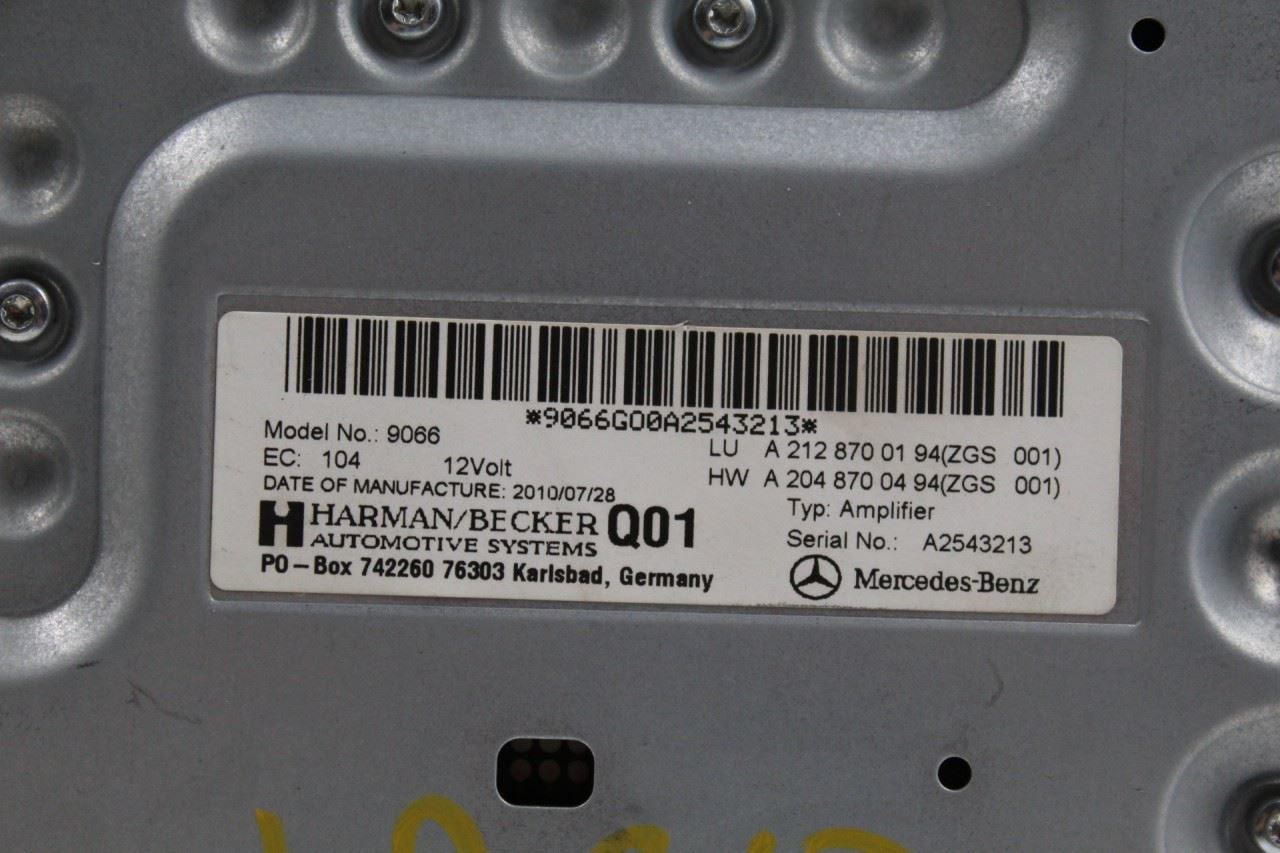 *9066G00A2543213*
Model No.: 9066
EC: 104 12Volt
DATE OF MANUFACTURE: 2010/07/28
HARMAN/BECKER Q01
AUTOMOTIVE SYSTEMS
PO-Box 742260 76303 Karlsbad, Germany
LU A 212 870 01 94(ZGS 001)
HW A 204 870 04 94(ZGS 001)
Typ: Amplifier
Serial No.: A2543213
Mercedes-Benz